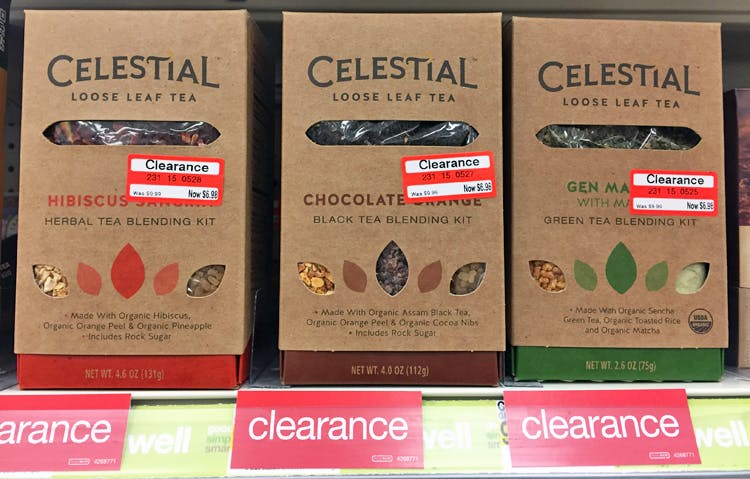 CELESTIAL
LOOSE LEAF TEA
Clearance
231 15 0526
Was $9.99 Now $6.98
HIBISCUS
HERBAL TEA BLENDING KIT
• Made With Organic Hibiscus,
Organic Orange Peel & Organic Pineapple
• Includes Rock Sugar
NET WT. 4.6 OZ (131g)
CELESTIAL
LOOSE LEAF TEA
Clearance
231 15 0527
Was $9.99 Now $6.98
CHOCOLATE ORANGE
BLACK TEA BLENDING KIT
• Made With Organic Assam Black Tea,
Organic Orange Peel & Organic Cocoa Nibs
• Includes Rock Sugar
NET WT. 4.0 OZ (112g)
CELESTIAL
LOOSE LEAF TEA
Clearance
231 15 0525
Was $9.99 Now $6.98
GEN MA
WITH MA
GREEN TEA BLENDING KIT
• Made With Organic Sencha
Green Tea, Organic Toasted Rice
and Organic Matcha
USDA
ORGANIC
NET WT. 2.6 OZ (75g)
arance
4268771
well
simp
smar
clearance
4268771
well
clearance
4268771
well